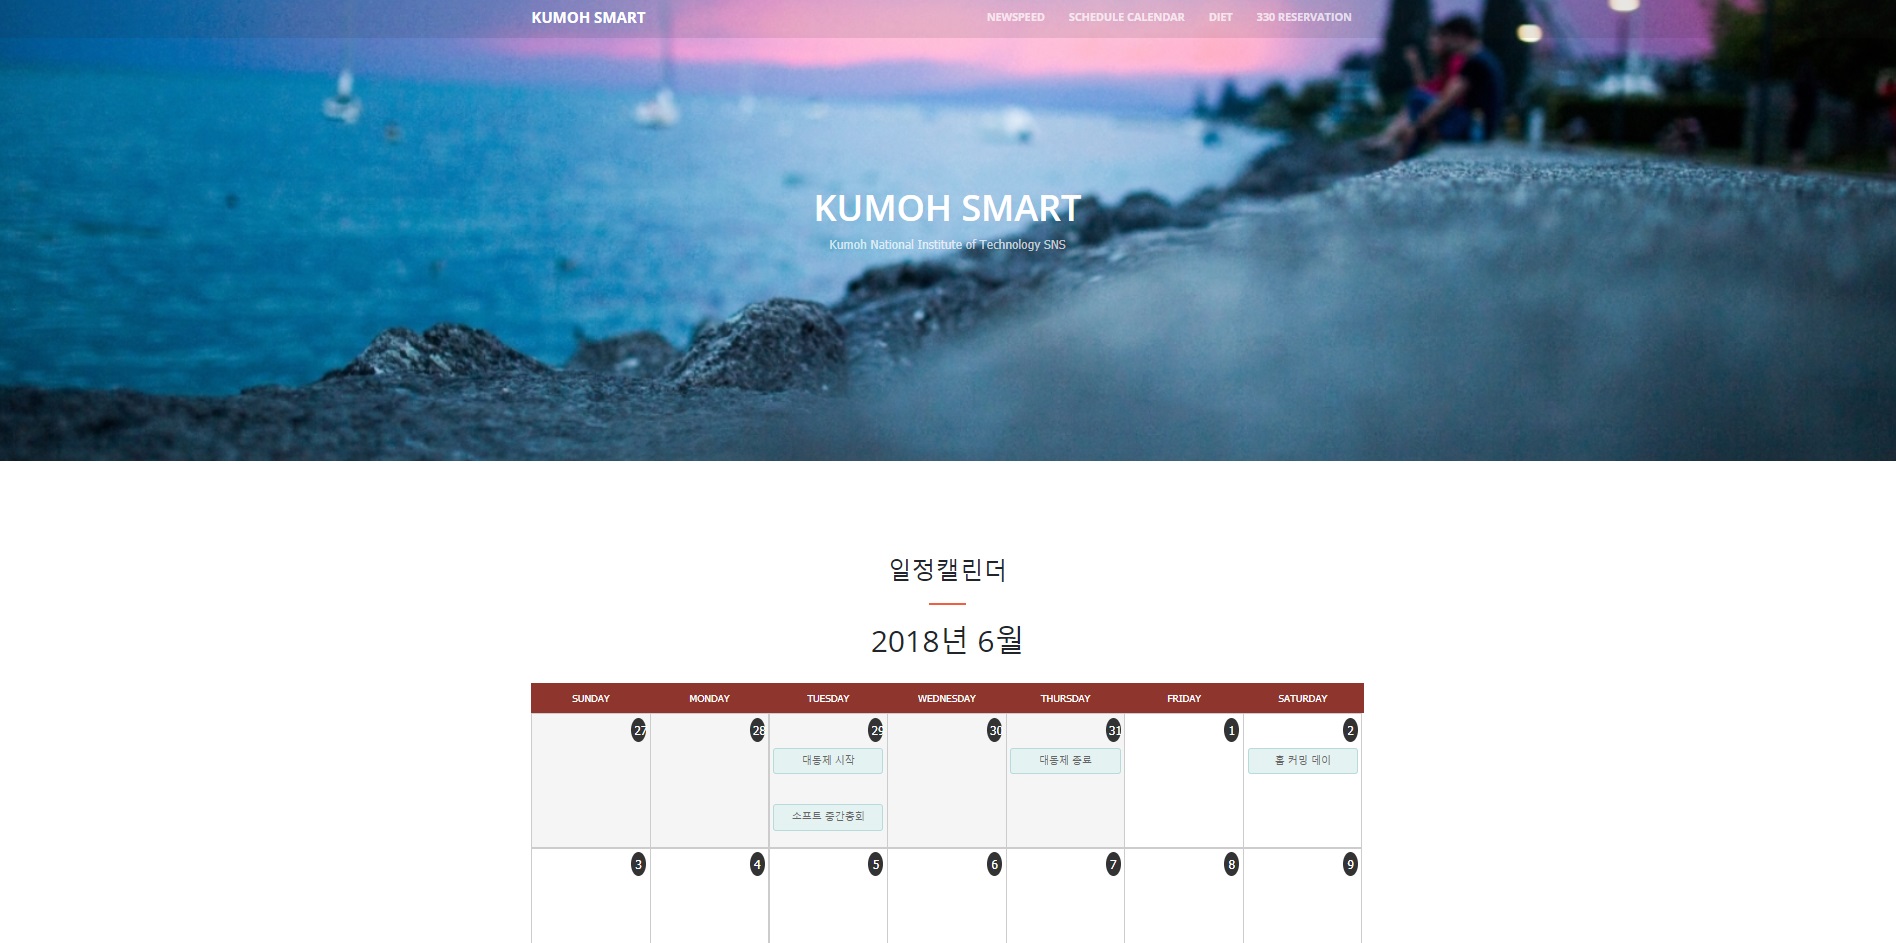 KUMOH SMART NEWSPEED SCHEDULE CALENDAR DIET 330 RESERVATION
KUMOH SMART
Kumoh National Institute of Technology SNS
일정캘린더
2018년 6월
SUNDAY MONDAY TUESDAY WEDNESDAY THURSDAY FRIDAY SATURDAY
27 28 29 30 31 1 2
대동제 시작 대동제 종료 홈 커밍 데이
소프트 중간총회
3 4 5 6 7 8 9